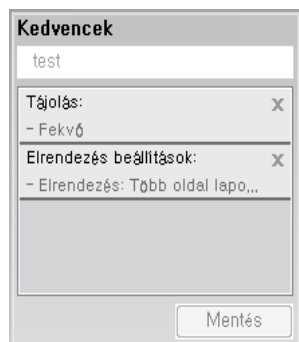 Kedvencek
test
Tájolás: X
- Fekvő
Elrendezés beállítások: X
- Elrendezés: Több oldal lapo...
Mentés